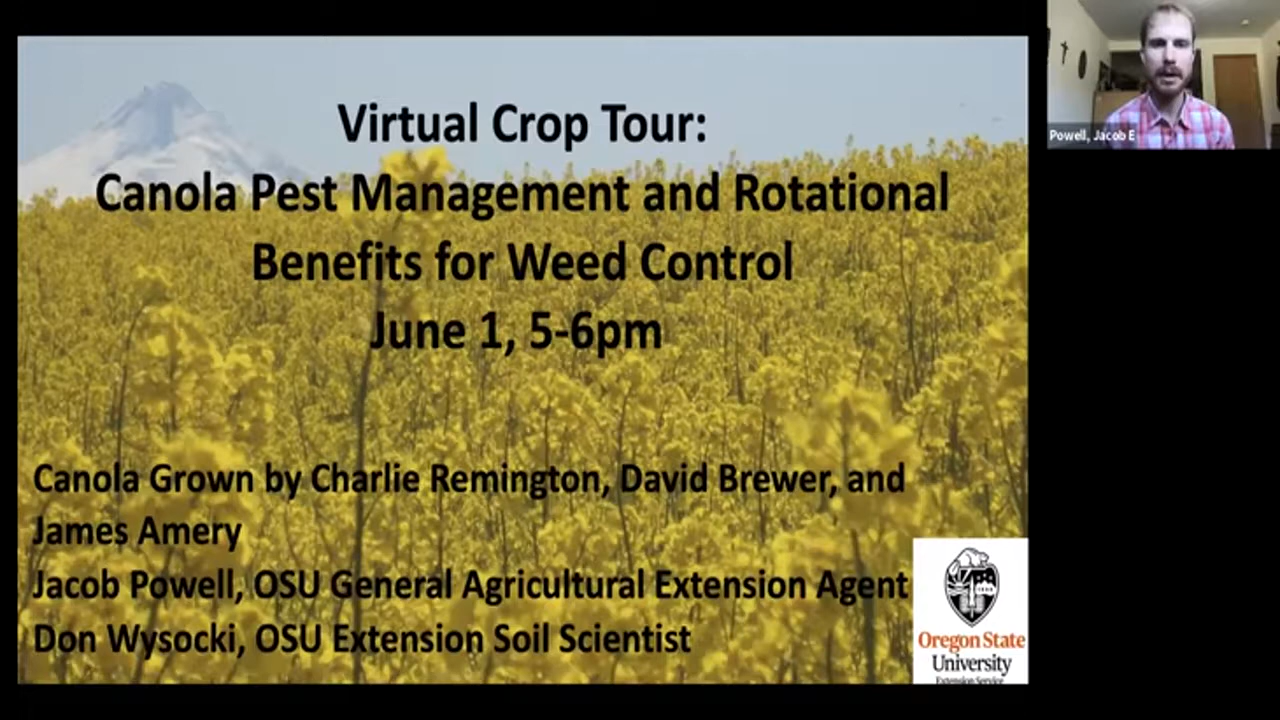 Virtual Crop Tour:
Canola Pest Management and Rotational
Benefits for Weed Control
June 1, 5-6pm
Canola Grown by Charlie Remington, David Brewer, and
James Amery
Jacob Powell, OSU General Agricultural Extension Agent
Don Wysocki, OSU Extension Soil Scientist
Oregon State
University
Extension Service
Powell, Jacob E